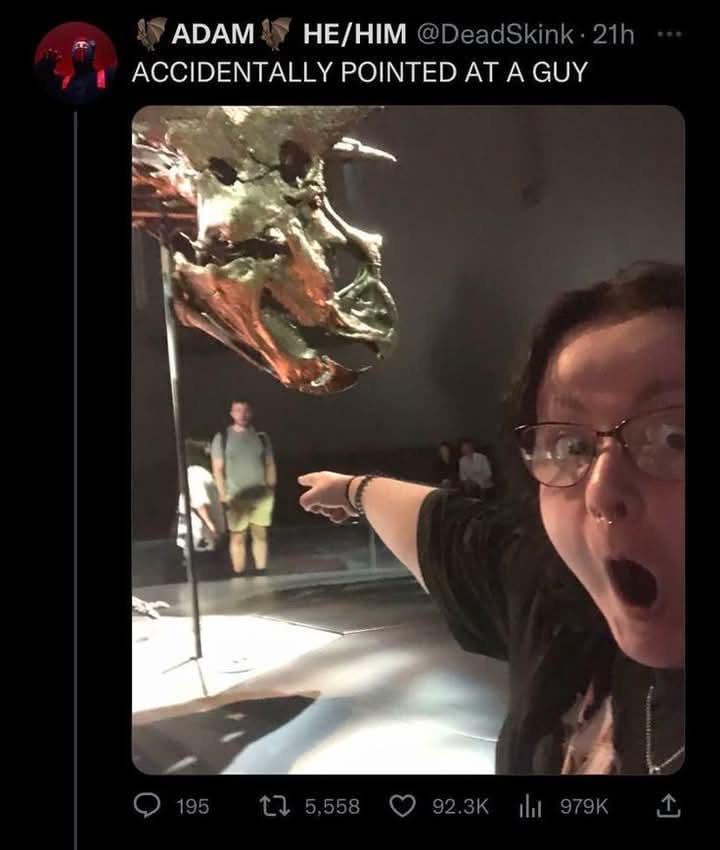 🦇 ADAM 🦇 HE/HIM @DeadSkink · 21h
ACCIDENTALLY POINTED AT A GUY
195 5,558 92.3K 979K